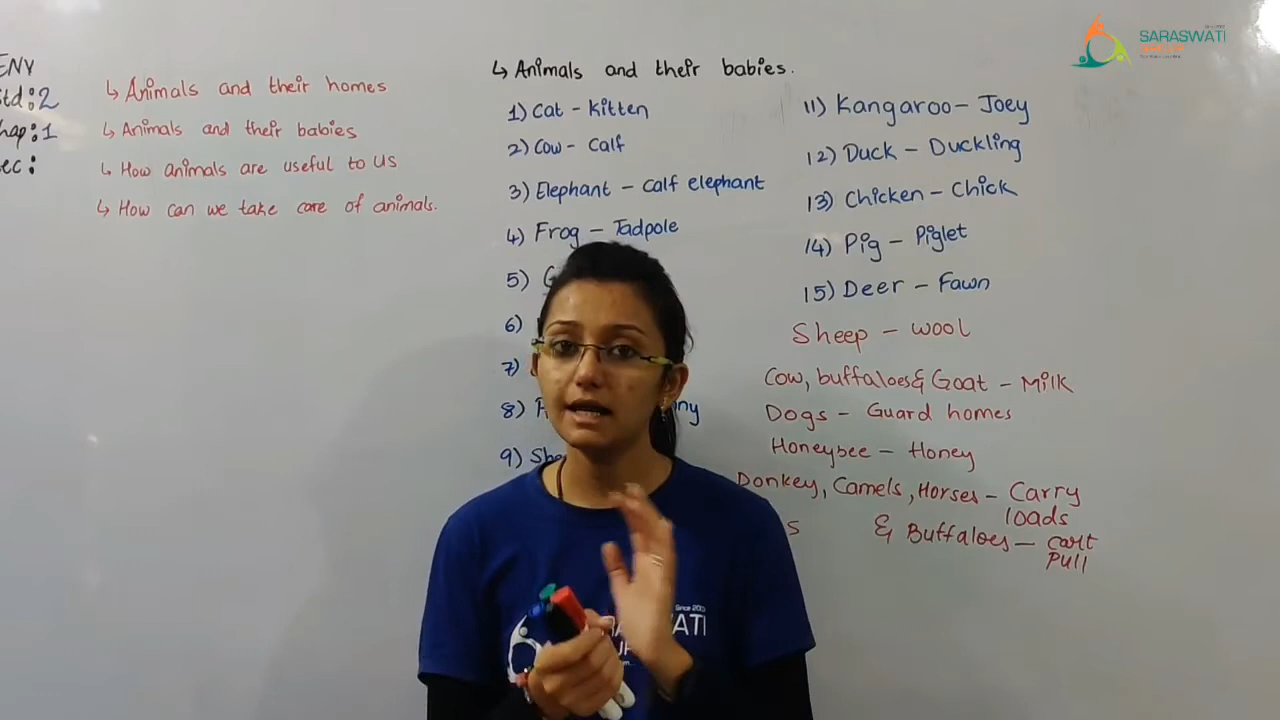 ENV
Std:2
Chap:1
Sec:
↳ Animals and their homes
↳ Animals and their babies
↳ How animals are useful to us
↳ How can we take care of animals.
↳ Animals and their babies.
1) Cat - Kitten
2) Cow - Calf
3) Elephant - Calf elephant
4) Frog - Tadpole
5) G
6)
7)
8)
9) She
11) Kangaroo - Joey
12) Duck - Duckling
13) Chicken - Chick
14) Pig - Piglet
15) Deer - Fawn
Sheep - wool
Cow, buffaloes & Goat - Milk
Dogs - Guard homes
Honeybee - Honey
Donkey, Camels, Horses - Carry
loads
s & Buffaloes - cart
pull
SARASWATI
Since 20